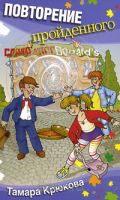 ПОВТОРЕНИЕ
пройденного
Тамара Крюкова